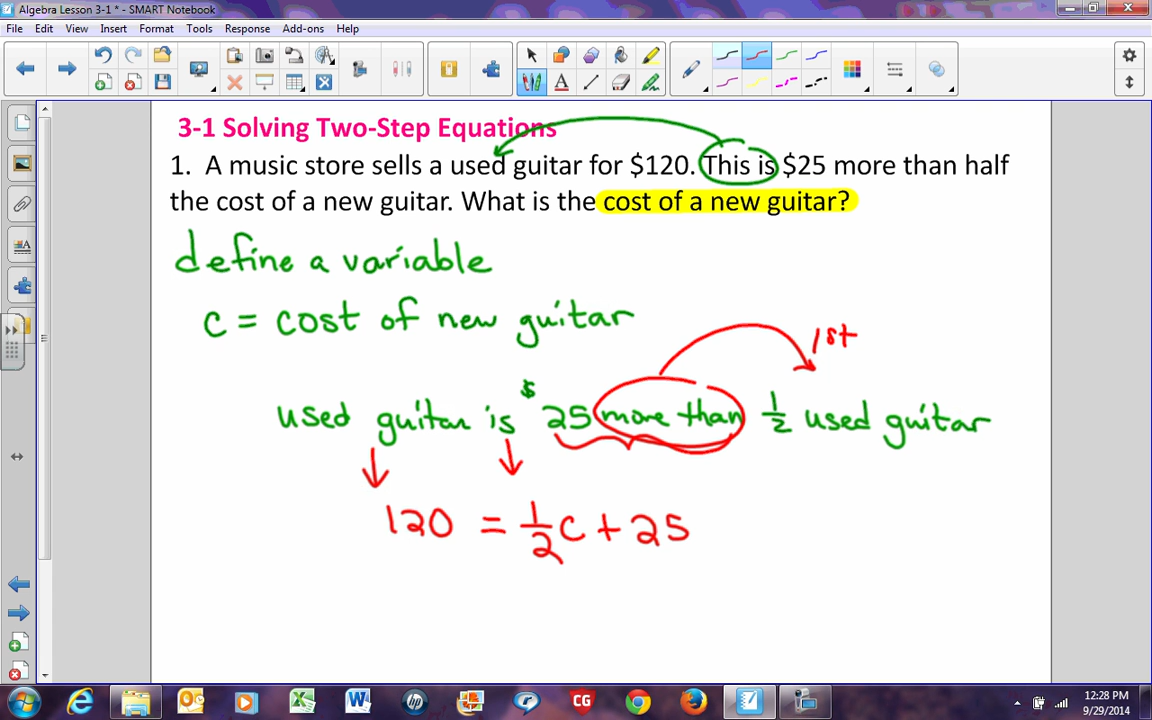 Algebra Lesson 3-1 * - SMART Notebook
File Edit View Insert Format Tools Response Add-ons Help
3-1 Solving Two-Step Equations
1. A music store sells a used guitar for $120. This is $25 more than half
the cost of a new guitar. What is the cost of a new guitar?
define a variable
c = cost of new guitar
1st
used guitar is $25 more than 1/2 used guitar
120 = 1/2 c + 25
12:28 PM
9/29/2014